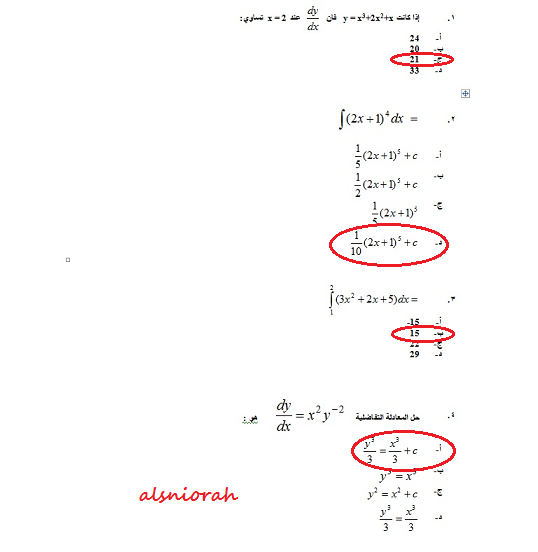 ١. إذا كانت y = x³+2x²+x فان dy/dx عند x = 2 تساوي:
أ- 24
ب- 20
ج- 21
د- 33
٢. ∫(2x+1)⁴ dx =
أ- 1/5 (2x+1)⁵ + c
ب- 1/2 (2x+1)⁵ + c
ج- 1/5 (2x+1)⁵
د- 1/10 (2x+1)⁵ + c
٣. ∫₁² (3x² + 2x + 5)dx =
أ- -15
ب- 15
ج- 22
د- 29
٤. حل المعادلة التفاضلية dy/dx = x² y⁻² هو:
أ- y³/3 = x³/3 + c
ب- y³ = x³
ج- y² = x² + c
د- y³/3 = x³/3
alsniorah